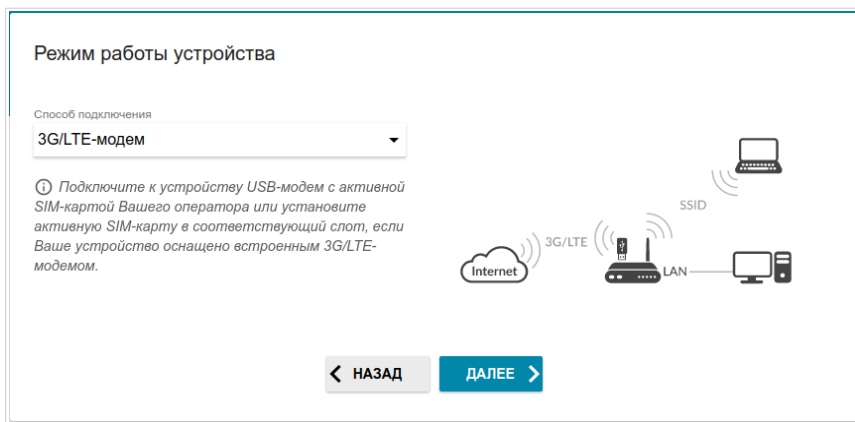 Режим работы устройства
Способ подключения
3G/LTE-модем
Подключите к устройству USB-модем с активной
SIM-картой Вашего оператора или установите
активную SIM-карту в соответствующий слот, если
Ваше устройство оснащено встроенным 3G/LTE-
модемом.
SSID
3G/LTE
Internet
LAN
НАЗАД
ДАЛЕЕ